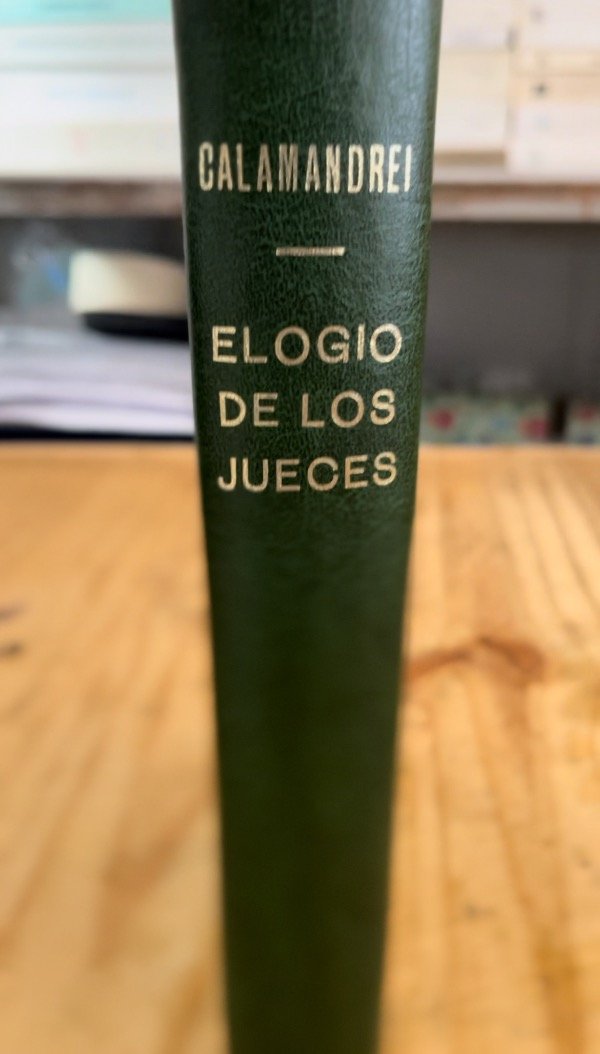 CALAMANDREI
ELOGIO
DE LOS
JUECES